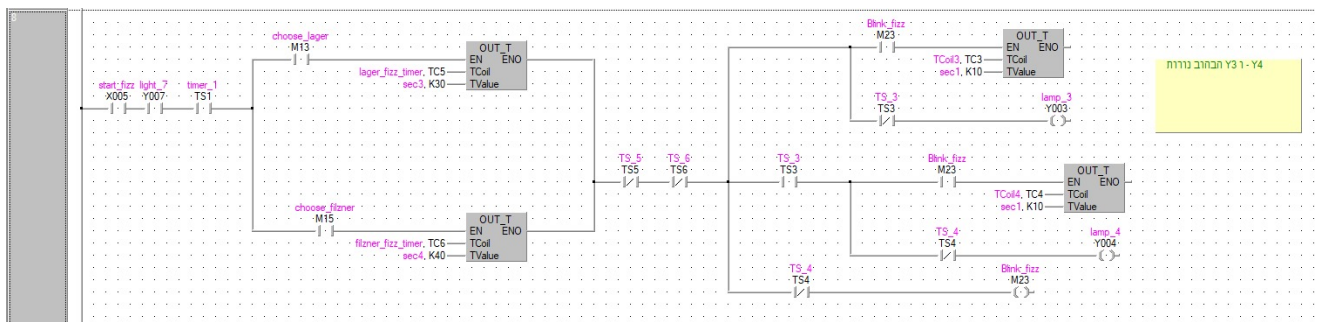 8
choose_lager
M13
OUT_T
EN ENO
lager_fizz_timer, TC5 TCoil
sec3, K30 TValue
start_fizz light_7 timer_1
X005 Y007 TS1
choose_filzner
M15
OUT_T
EN ENO
filzner_fizz_timer, TC6 TCoil
sec4, K40 TValue
TS_5 TS_6
TS5 TS6
Blink_fizz
M23
OUT_T
EN ENO
TCoil3, TC3 TCoil
sec1, K10 TValue
TS_3 lamp_3
TS3 Y003
TS_3 Blink_fizz
TS3 M23
OUT_T
EN ENO
TCoil4, TC4 TCoil
sec1, K10 TValue
TS_4 lamp_4
TS4 Y004
TS_4 Blink_fizz
TS4 M23
Y3 ו - Y4